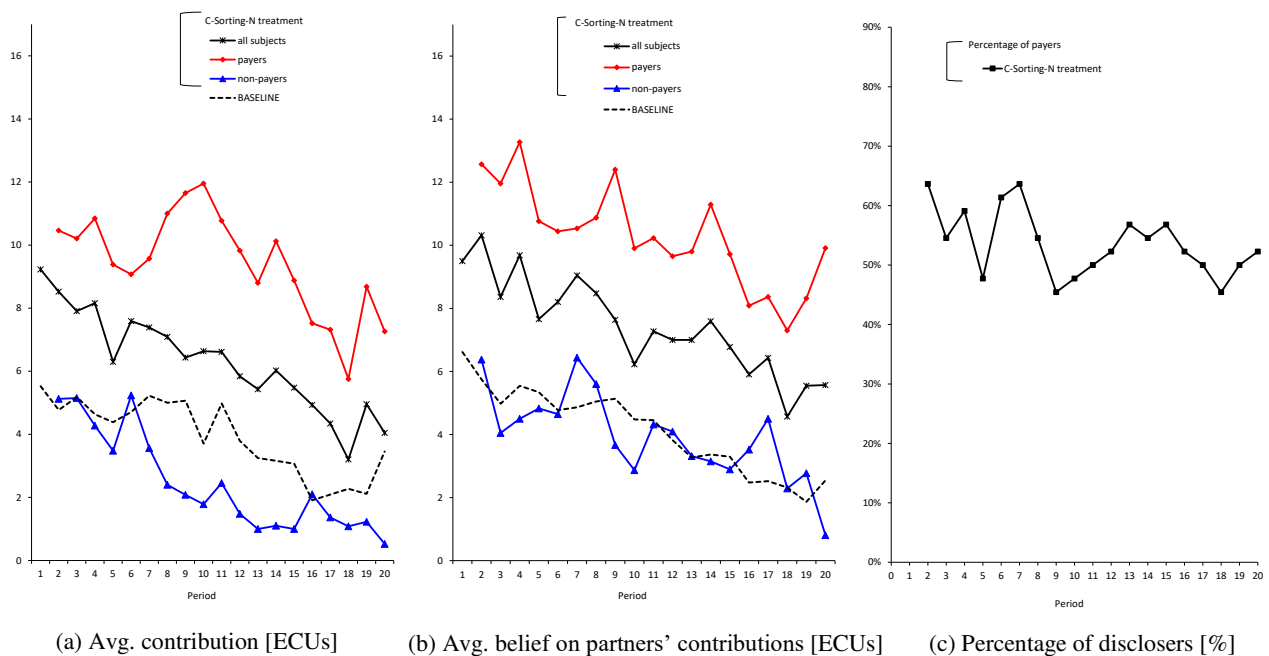 C-Sorting-N treatment
all subjects
payers
non-payers
BASELINE
16
14
12
10
8
6
4
2
0
1 2 3 4 5 6 7 8 9 10 11 12 13 14 15 16 17 18 19 20
Period
(a) Avg. contribution [ECUs]
C-Sorting-N treatment
all subjects
payers
non-payers
BASELINE
16
14
12
10
8
6
4
2
0
1 2 3 4 5 6 7 8 9 10 11 12 13 14 15 16 17 18 19 20
Period
(b) Avg. belief on partners’ contributions [ECUs]
Percentage of payers
C-Sorting-N treatment
90%
80%
70%
60%
50%
40%
30%
20%
10%
0%
0 1 2 3 4 5 6 7 8 9 10 11 12 13 14 15 16 17 18 19 20
Period
(c) Percentage of disclosers [%]